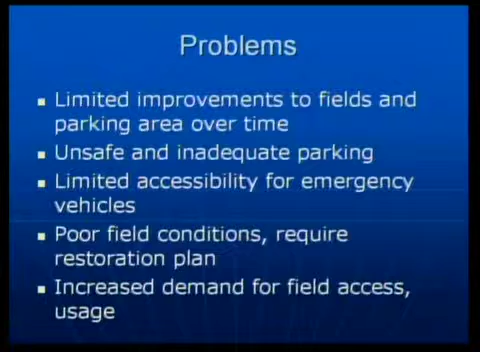 Problems
Limited improvements to fields and
parking area over time
Unsafe and inadequate parking
Limited accessibility for emergency
vehicles
Poor field conditions, require
restoration plan
Increased demand for field access,
usage